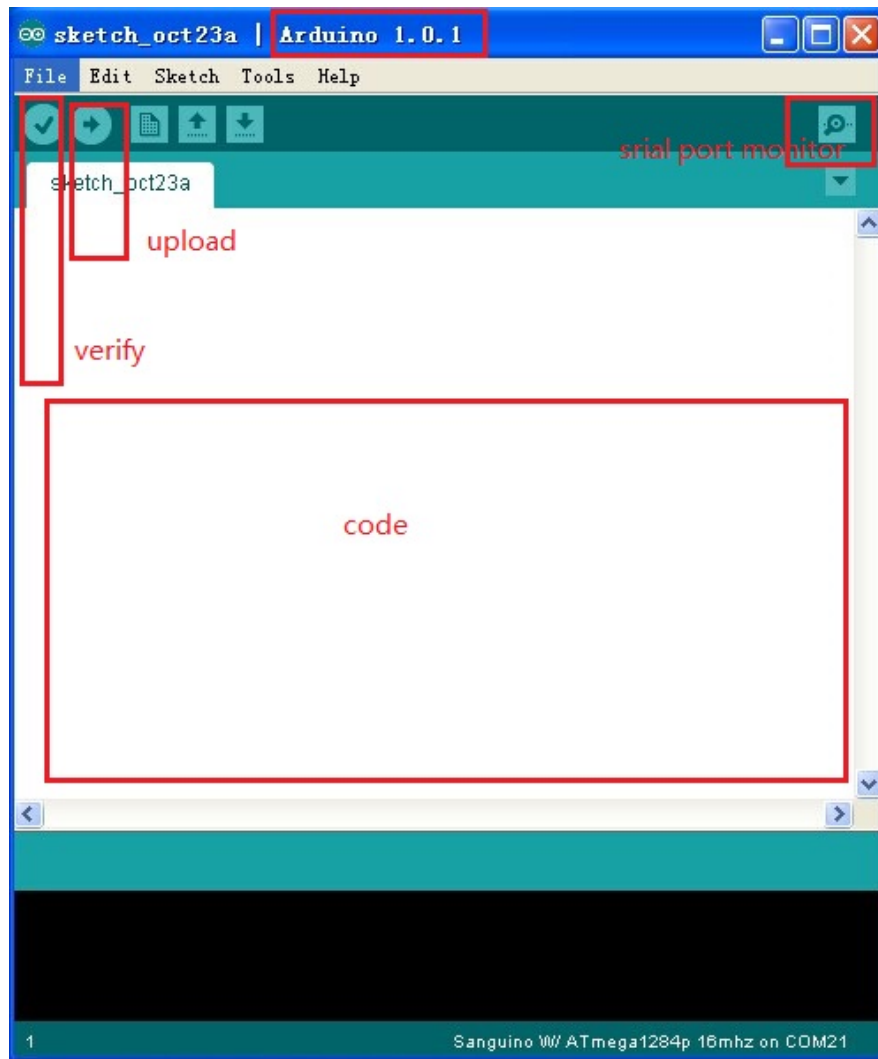 sketch_oct23a | Arduino 1.0.1
File Edit Sketch Tools Help
srial port monitor
sketch_oct23a
upload
verify
code
1 Sanguino W/ ATmega1284p 16mhz on COM21